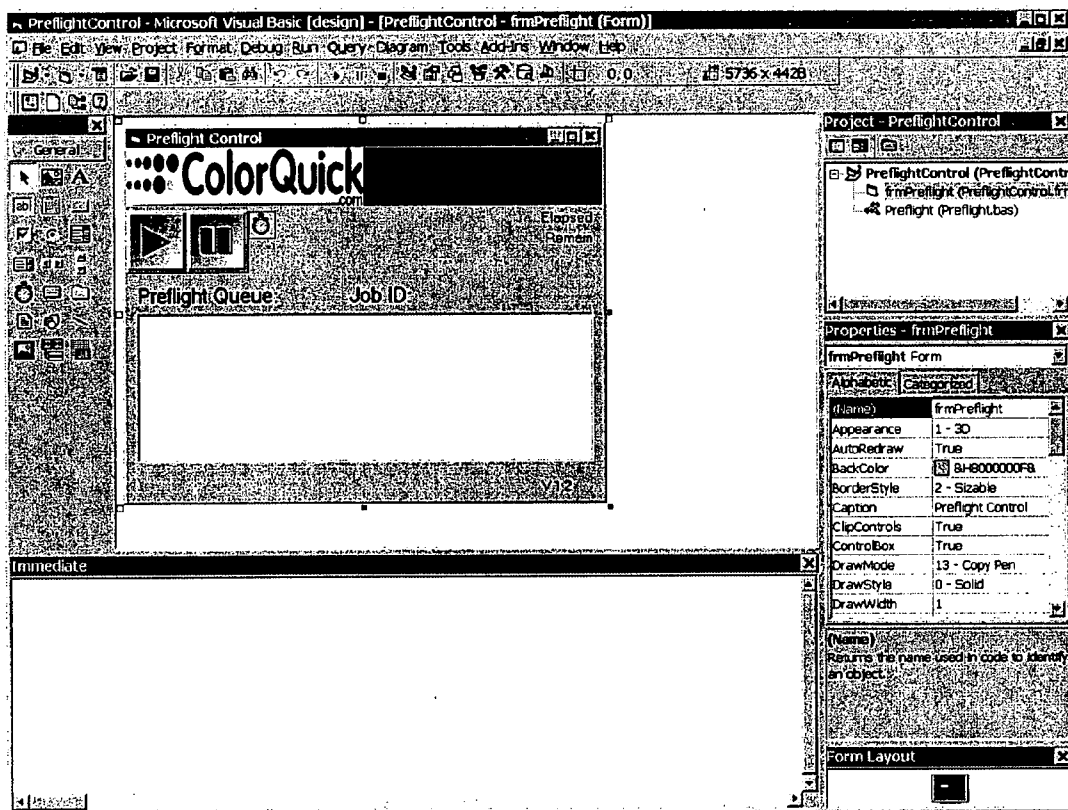 PreflightControl - Microsoft Visual Basic [design] - [PreflightControl - frmPreflight (Form)]
File Edit View Project Format Debug Run Query Diagram Tools Add-Ins Window Help
0,0 5736 x 4428
General
A
ab
Preflight Control
ColorQuick
.com
Elapsed
Remain
Preflight Queue: Job ID:
Project - PreflightControl
PreflightControl (PreflightContr
frmPreflight (PreflightControl.fr
Preflight (Preflight.bas)
Properties - frmPreflight
frmPreflight Form
Alphabetic Categorized
(Name) frmPreflight
Appearance 1 - 3D
AutoRedraw True
BackColor &H8000000F&
BorderStyle 2 - Sizable
Caption Preflight Control
ClipControls True
ControlBox True
DrawMode 13 - Copy Pen
DrawStyle 0 - Solid
DrawWidth 1
(Name)
Returns the name used in code to identify
an object.
Immediate
Form Layout